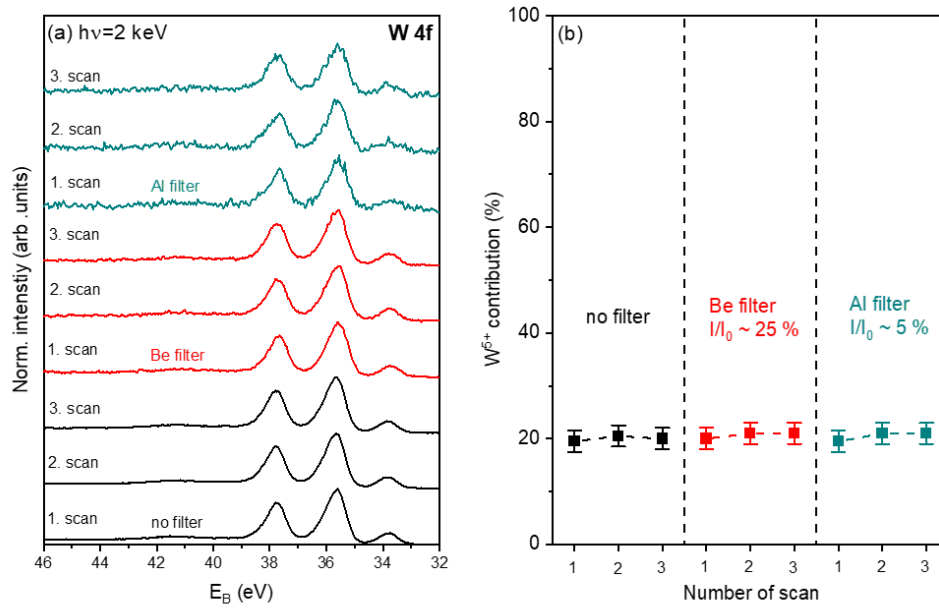 (a) hν=2 keV
W 4f
3. scan
2. scan
1. scan
Al filter
3. scan
2. scan
1. scan
Be filter
3. scan
2. scan
1. scan
no filter
46 44 42 40 38 36 34 32
E_B (eV)
Norm. intenstiy (arb .units)
(b)
100
80
60
40
20
0
W⁵⁺ contribution (%)
no filter
Be filter
I/I₀ ~ 25 %
Al filter
I/I₀ ~ 5 %
1 2 3 1 2 3 1 2 3
Number of scan